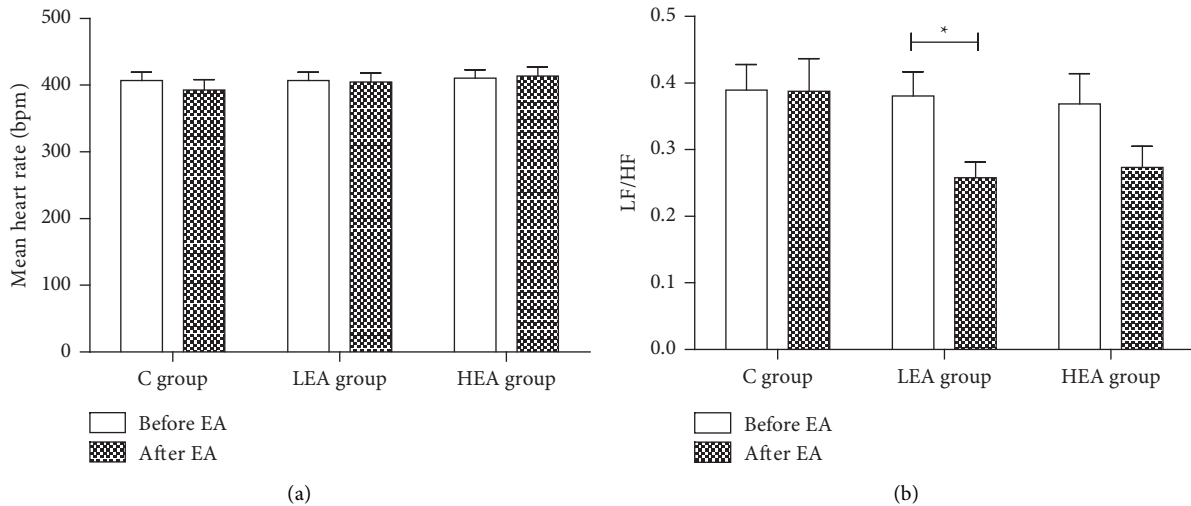 500
400
300
200
100
0
Mean heart rate (bpm)
C group
LEA group
HEA group
Before EA
After EA
(a)
0.5
0.4
0.3
0.2
0.1
0.0
LF/HF
*
C group
LEA group
HEA group
Before EA
After EA
(b)